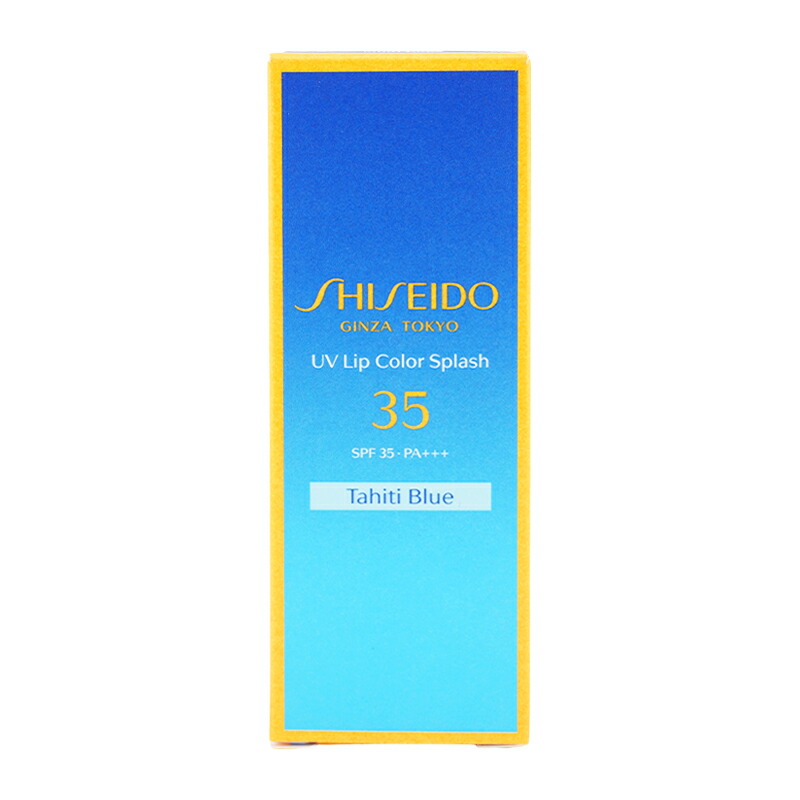 SHISEIDO
GINZA TOKYO
UV Lip Color Splash
35
SPF 35 · PA+++
Tahiti Blue